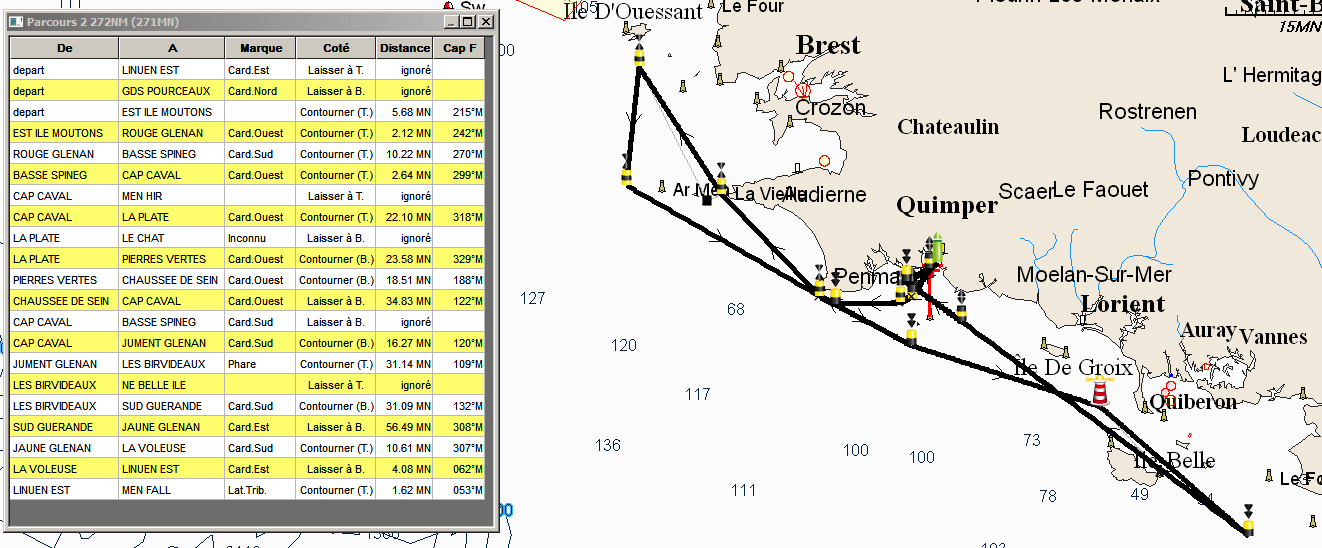 Parcours 2 272NM (271MN)
De A Marque Coté Distance Cap F
depart LINUEN EST Card.Est Laisser à T. ignoré
depart GDS POURCEAUX Card.Nord Laisser à B. ignoré
depart EST ILE MOUTONS Contourner (T.) 5.68 MN 215°M
EST ILE MOUTONS ROUGE GLENAN Card.Ouest Contourner (T.) 2.12 MN 242°M
ROUGE GLENAN BASSE SPINEG Card.Sud Contourner (T.) 10.22 MN 270°M
BASSE SPINEG CAP CAVAL Card.Ouest Contourner (T.) 2.64 MN 299°M
CAP CAVAL MEN HIR Laisser à T. ignoré
CAP CAVAL LA PLATE Card.Ouest Contourner (T.) 22.10 MN 318°M
LA PLATE LE CHAT Inconnu Laisser à B. ignoré
LA PLATE PIERRES VERTES Card.Ouest Contourner (B.) 23.58 MN 329°M
PIERRES VERTES CHAUSSEE DE SEIN Card.Ouest Contourner (B.) 18.51 MN 188°M
CHAUSSEE DE SEIN CAP CAVAL Card.Ouest Laisser à B. 34.83 MN 122°M
CAP CAVAL BASSE SPINEG Card.Sud Laisser à B. ignoré
CAP CAVAL JUMENT GLENAN Card.Sud Contourner (B.) 16.27 MN 120°M
JUMENT GLENAN LES BIRVIDEAUX Phare Contourner (T.) 31.14 MN 109°M
LES BIRVIDEAUX NE BELLE ILE Laisser à T. ignoré
LES BIRVIDEAUX SUD GUERANDE Card.Sud Contourner (B.) 31.09 MN 132°M
SUD GUERANDE JAUNE GLENAN Card.Est Laisser à B. 56.49 MN 308°M
JAUNE GLENAN LA VOLEUSE Card.Sud Contourner (T.) 10.61 MN 307°M
LA VOLEUSE LINUEN EST Card.Est Laisser à B. 4.08 MN 062°M
LINUEN EST MEN FALL Lat.Trib. Contourner (T.) 1.62 MN 053°M
Sw
105
Ile D'Ouessant
Le Four
15MN
Brest
L' Hermitag
Crozon
Rostrenen
Chateaulin
Loudeac
Pontivy
Ar Me
La Vieille
Audierne
Scaer
Le Faouet
Quimper
Penma
Moelan-Sur-Mer
127
68
Lorient
Auray
Vannes
120
Île De Groix
117
Quiberon
136
73
100
100
Ile Belle
Le Fo
111
78
49